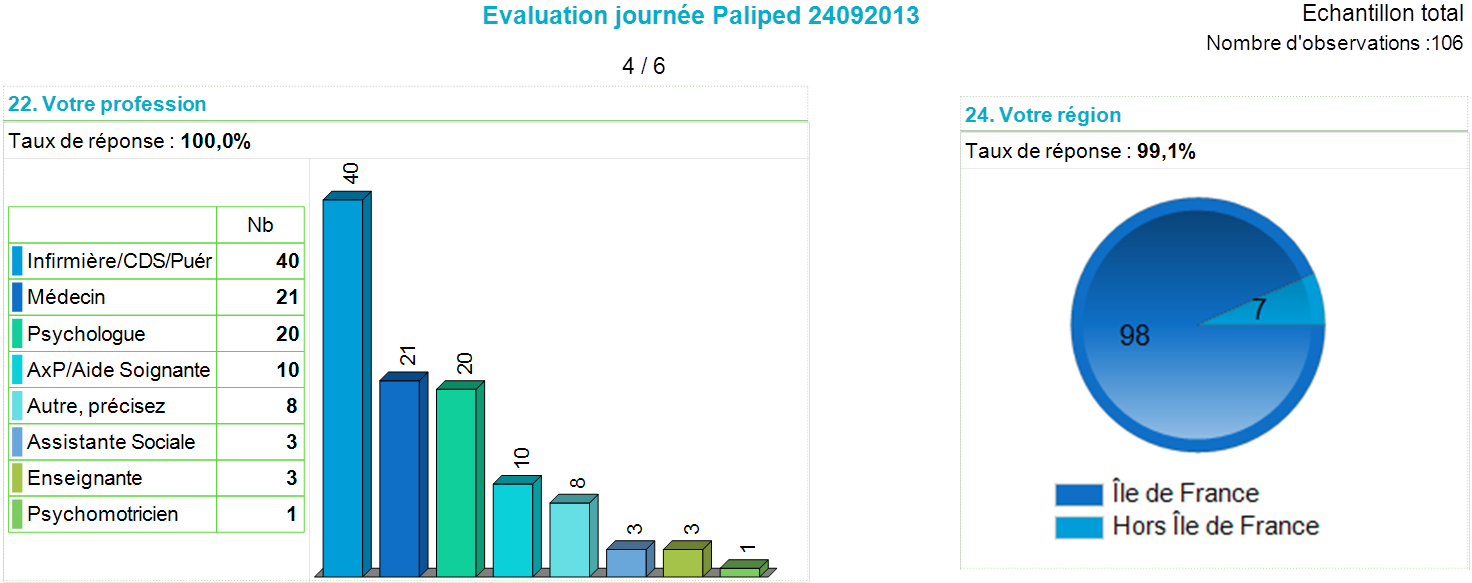 Evaluation journée Paliped 24092013
Echantillon total
Nombre d'observations :106
4 / 6
22. Votre profession
Taux de réponse : 100,0%
Nb
Infirmière/CDS/Puér 40
Médecin 21
Psychologue 20
AxP/Aide Soignante 10
Autre, précisez 8
Assistante Sociale 3
Enseignante 3
Psychomotricien 1
40
21
20
10
8
3
3
1
24. Votre région
Taux de réponse : 99,1%
7
98
Île de France
Hors Île de France